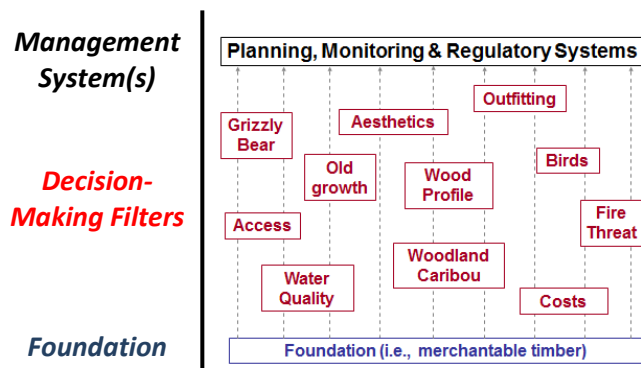 Management
System(s)
Planning, Monitoring & Regulatory Systems
Outfitting
Aesthetics
Grizzly
Bear
Old
growth
Wood
Profile
Birds
Decision-
Making Filters
Access
Fire
Threat
Woodland
Caribou
Water
Quality
Costs
Foundation
Foundation (i.e., merchantable timber)